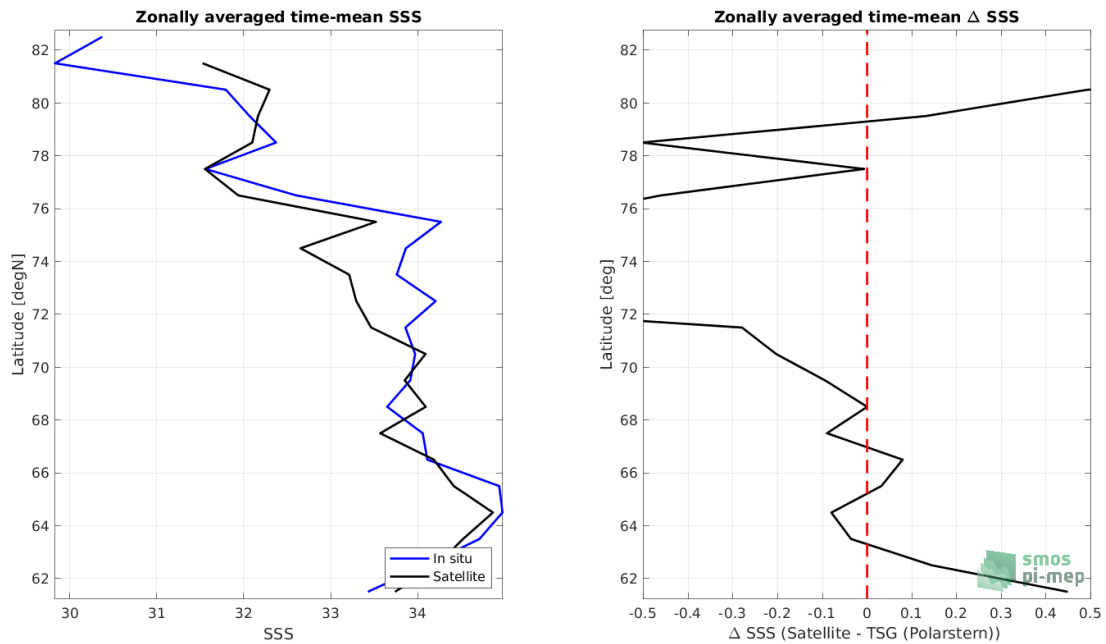 Zonally averaged time-mean SSS
82
80
78
76
74
72
70
68
66
64
62
Latitude [degN]
30 31 32 33 34
SSS
In situ
Satellite
Zonally averaged time-mean Δ SSS
82
80
78
76
74
72
70
68
66
64
62
Latitude [deg]
-0.5 -0.4 -0.3 -0.2 -0.1 0 0.1 0.2 0.3 0.4 0.5
Δ SSS (Satellite - TSG (Polarstern))
smos
pi-mep